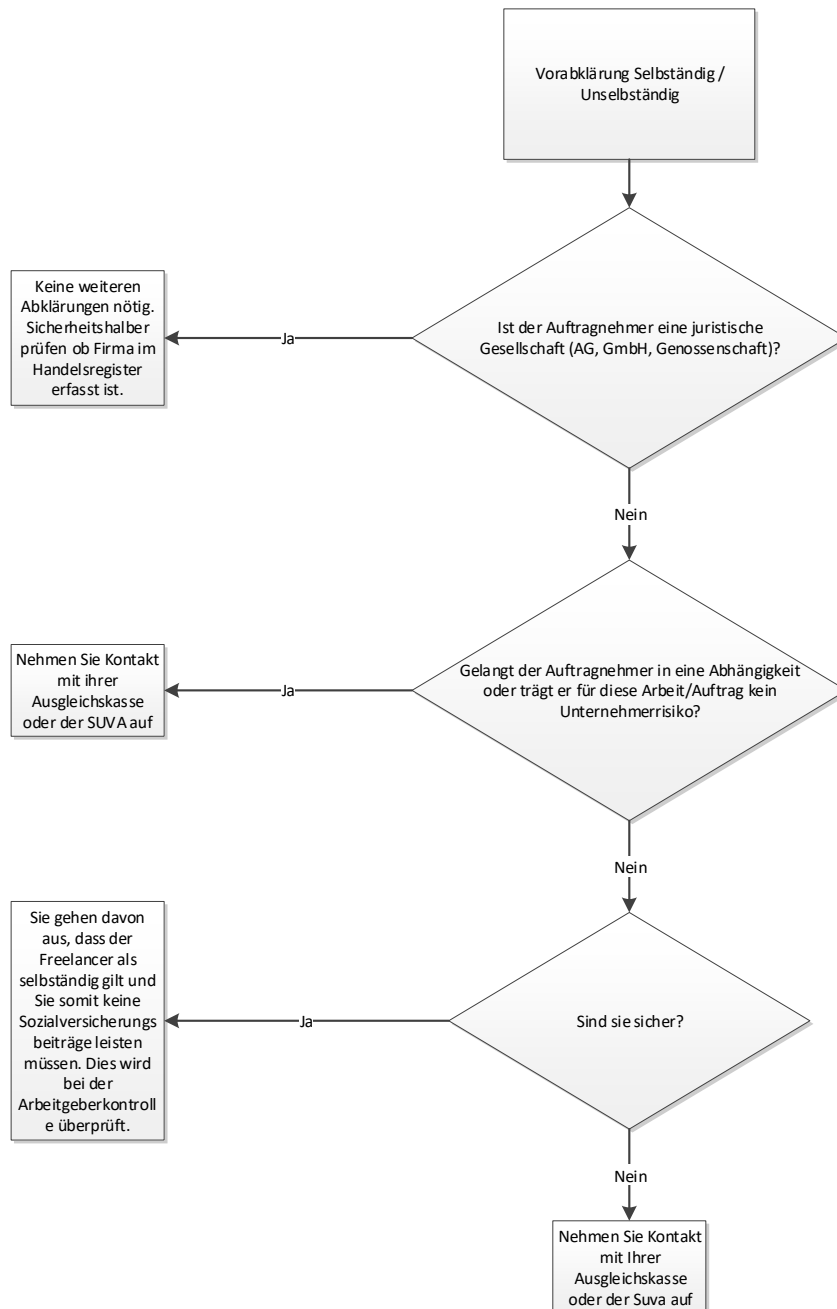 Vorabklärung Selbständig /
Unselbständig
Ist der Auftragnehmer eine juristische
Gesellschaft (AG, GmbH, Genossenschaft)?
Ja
Keine weiteren
Abklärungen nötig.
Sicherheitshalber
prüfen ob Firma im
Handelsregister
erfasst ist.
Nein
Gelangt der Auftragnehmer in eine Abhängigkeit
oder trägt er für diese Arbeit/Auftrag kein
Unternehmerrisiko?
Ja
Nehmen Sie Kontakt
mit ihrer
Ausgleichskasse
oder der SUVA auf
Nein
Sind sie sicher?
Ja
Sie gehen davon
aus, dass der
Freelancer als
selbständig gilt und
Sie somit keine
Sozialversicherungs
beiträge leisten
müssen. Dies wird
bei der
Arbeitgeberkontroll
e überprüft.
Nein
Nehmen Sie Kontakt
mit Ihrer
Ausgleichskasse
oder der Suva auf